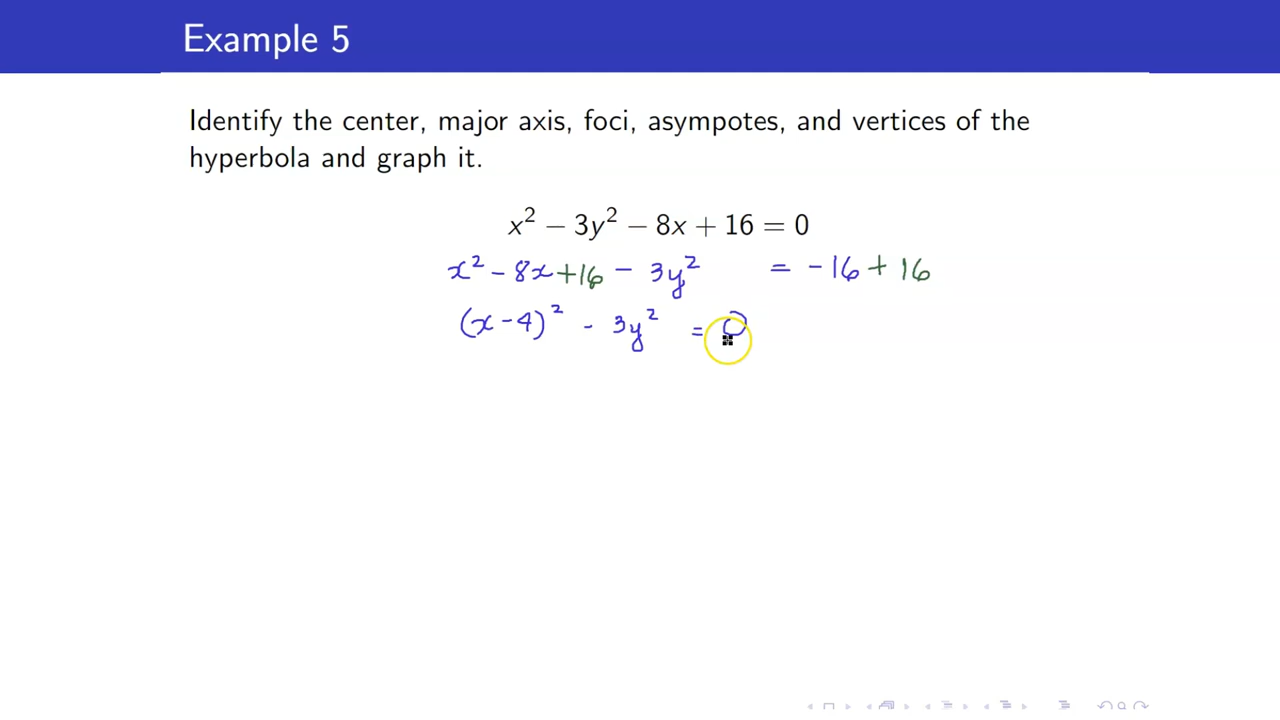 Example 5
Identify the center, major axis, foci, asympotes, and vertices of the
hyperbola and graph it.
x² − 3y² − 8x + 16 = 0
x² - 8x + 16 - 3y² = -16 + 16
(x - 4)² - 3y² = 0